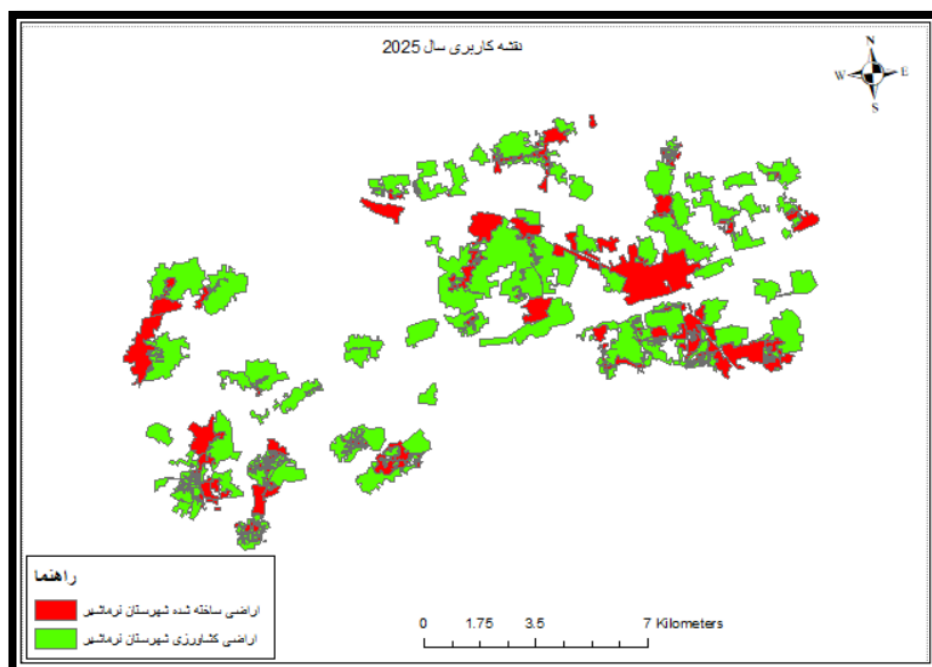 نقشه کاربری سال 2025
N
W E
S
راهنما
اراضی ساخته شده شهرستان نرماشیر
اراضی کشاورزی شهرستان نرماشیر
0 1.75 3.5 7 Kilometers